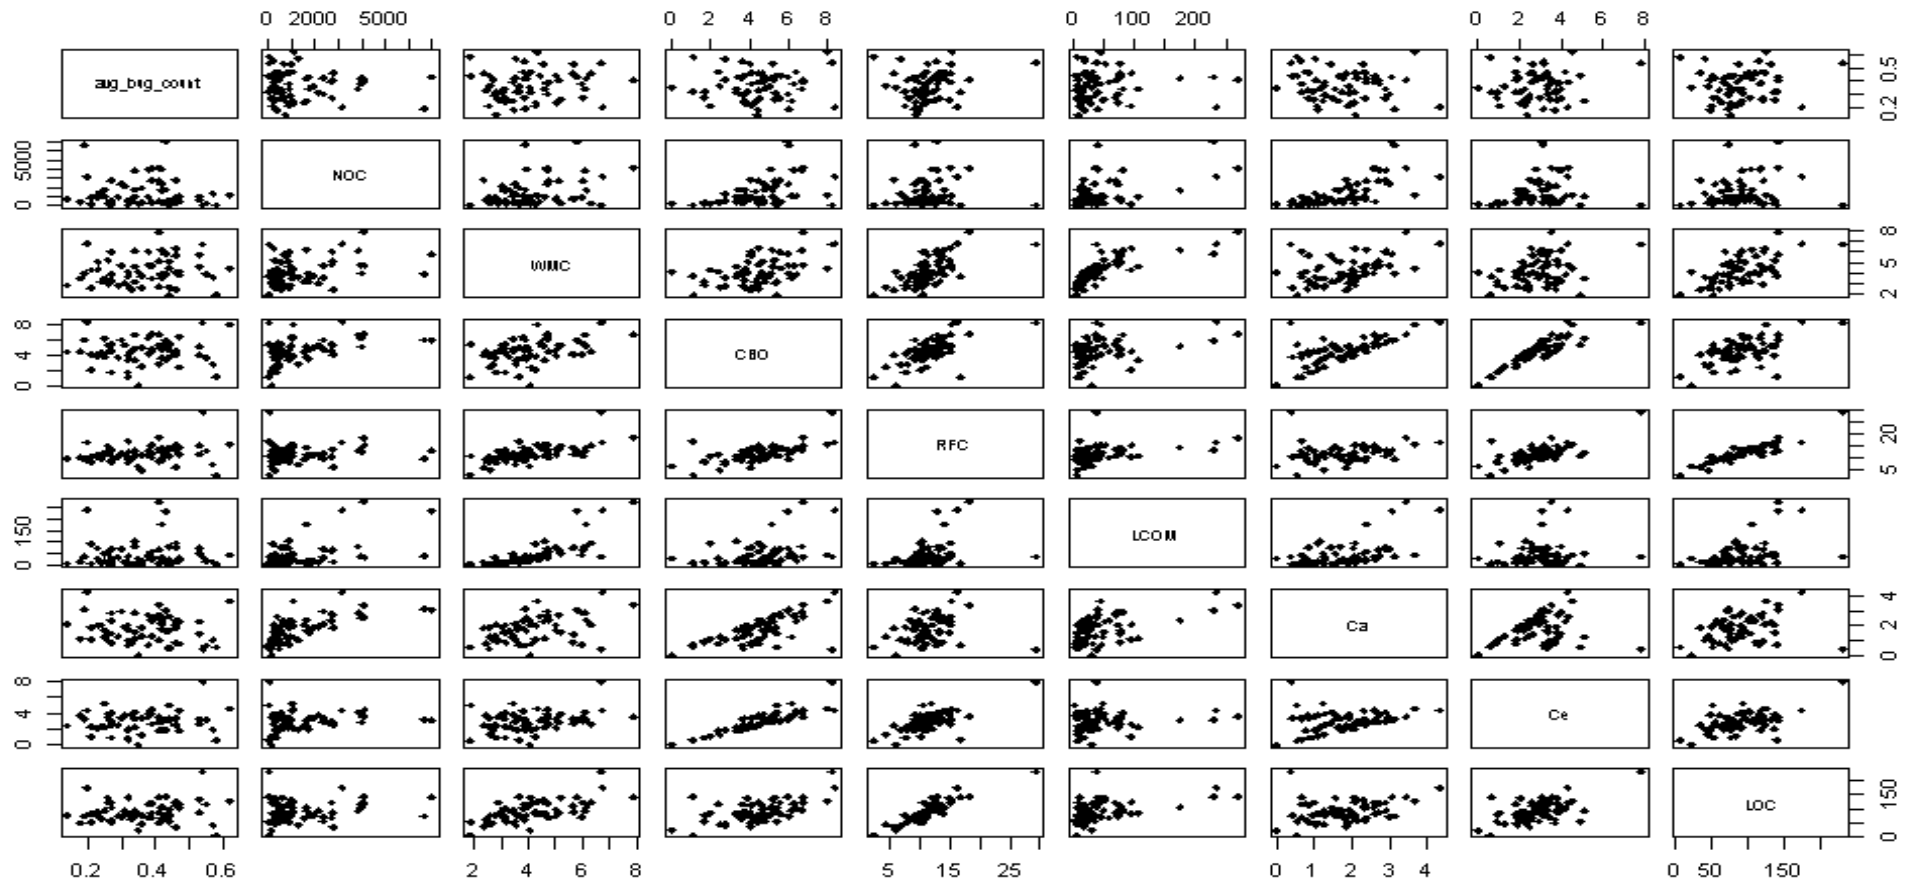 0 2000 5000 0 2 4 6 8 0 100 200 0 2 4 6 8
avg_bug_count 0.2 0.5
0 5000 NOC
WMC 2 5 8
0 4 8 CBO
RFC 5 20
0 150 LCOM
Ca 0 2 4
0 4 8 Ce
LOC 0 150
0.2 0.4 0.6 2 4 6 8 5 15 25 0 1 2 3 4 0 50 150